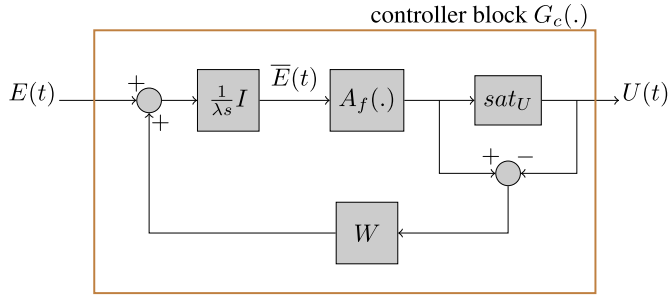 controller block G_c(.)
E(t)
+
+
1/λs I
E̅(t)
A_f(.)
sat_U
U(t)
+
−
W